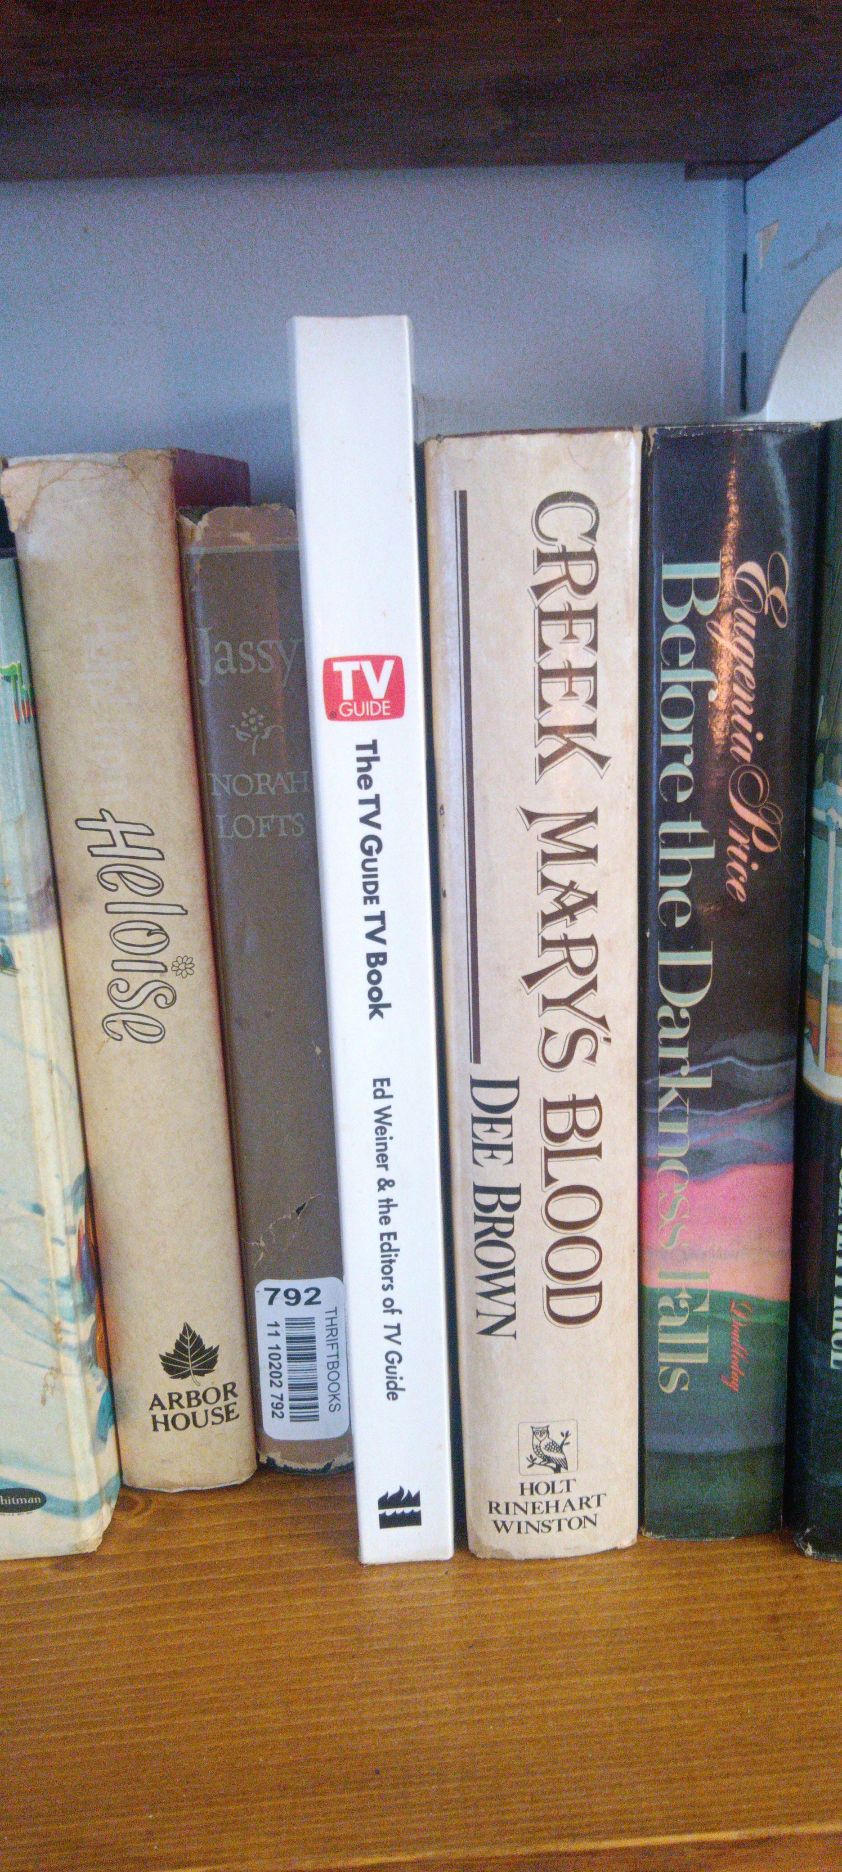 hitman
Heloise
ARBOR
HOUSE
Jassy
NORAH
LOFTS
792
THRIFTBOOKS
11 10202 792
TV
GUIDE
The TV GUIDE TV Book
Ed Weiner & the Editors of TV Guide
CREEK MARY'S BLOOD
DEE BROWN
HOLT
RINEHART
WINSTON
Eugenia Price
Before the Darkness Falls
Doubleday